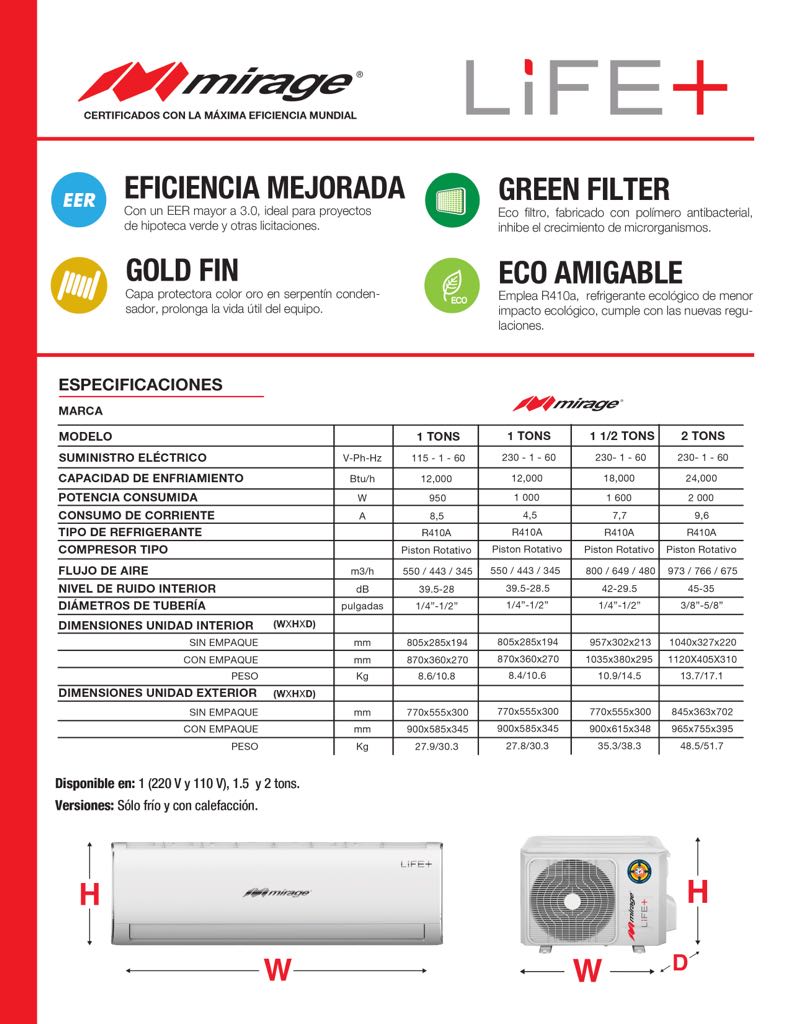 mirage®
CERTIFICADOS CON LA MÁXIMA EFICIENCIA MUNDIAL
LiFE+
EER
EFICIENCIA MEJORADA
Con un EER mayor a 3.0, ideal para proyectos
de hipoteca verde y otras licitaciones.
GREEN FILTER
Eco filtro, fabricado con polímero antibacterial,
inhibe el crecimiento de microrganismos.
GOLD FIN
Capa protectora color oro en serpentín conden-
sador, prolonga la vida útil del equipo.
ECO
ECO AMIGABLE
Emplea R410a, refrigerante ecológico de menor
impacto ecológico, cumple con las nuevas regu-
laciones.
ESPECIFICACIONES
MARCA mirage®
MODELO 1 TONS 1 TONS 1 1/2 TONS 2 TONS
SUMINISTRO ELÉCTRICO V-Ph-Hz 115 - 1 - 60 230 - 1 - 60 230- 1 - 60 230- 1 - 60
CAPACIDAD DE ENFRIAMIENTO Btu/h 12,000 12,000 18,000 24,000
POTENCIA CONSUMIDA W 950 1 000 1 600 2 000
CONSUMO DE CORRIENTE A 8,5 4,5 7,7 9,6
TIPO DE REFRIGERANTE R410A R410A R410A R410A
COMPRESOR TIPO Piston Rotativo Piston Rotativo Piston Rotativo Piston Rotativo
FLUJO DE AIRE m3/h 550 / 443 / 345 550 / 443 / 345 800 / 649 / 480 973 / 766 / 675
NIVEL DE RUIDO INTERIOR dB 39.5-28 39.5-28.5 42-29.5 45-35
DIÁMETROS DE TUBERÍA pulgadas 1/4”-1/2” 1/4”-1/2” 1/4”-1/2” 3/8”-5/8”
DIMENSIONES UNIDAD INTERIOR (WXHXD)
SIN EMPAQUE mm 805x285x194 805x285x194 957x302x213 1040x327x220
CON EMPAQUE mm 870x360x270 870x360x270 1035x380x295 1120X405X310
PESO Kg 8.6/10.8 8.4/10.6 10.9/14.5 13.7/17.1
DIMENSIONES UNIDAD EXTERIOR (WXHXD)
SIN EMPAQUE mm 770x555x300 770x555x300 770x555x300 845x363x702
CON EMPAQUE mm 900x585x345 900x585x345 900x615x348 965x755x395
PESO Kg 27.9/30.3 27.8/30.3 35.3/38.3 48.5/51.7
Disponible en: 1 (220 V y 110 V), 1.5 y 2 tons.
Versiones: Sólo frío y con calefacción.
H
LiFE+
mirage
W
mirage
LiFE+
H
W
D